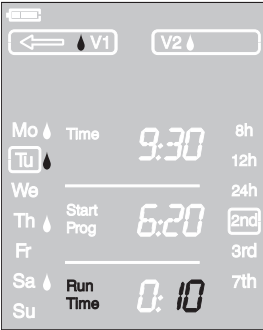 V1 V2
Mo Time 9:30 8h
Tu 12h
We 24h
Th Start Prog 6:20 2nd
Fr 3rd
Sa Run Time 0:10 7th
Su